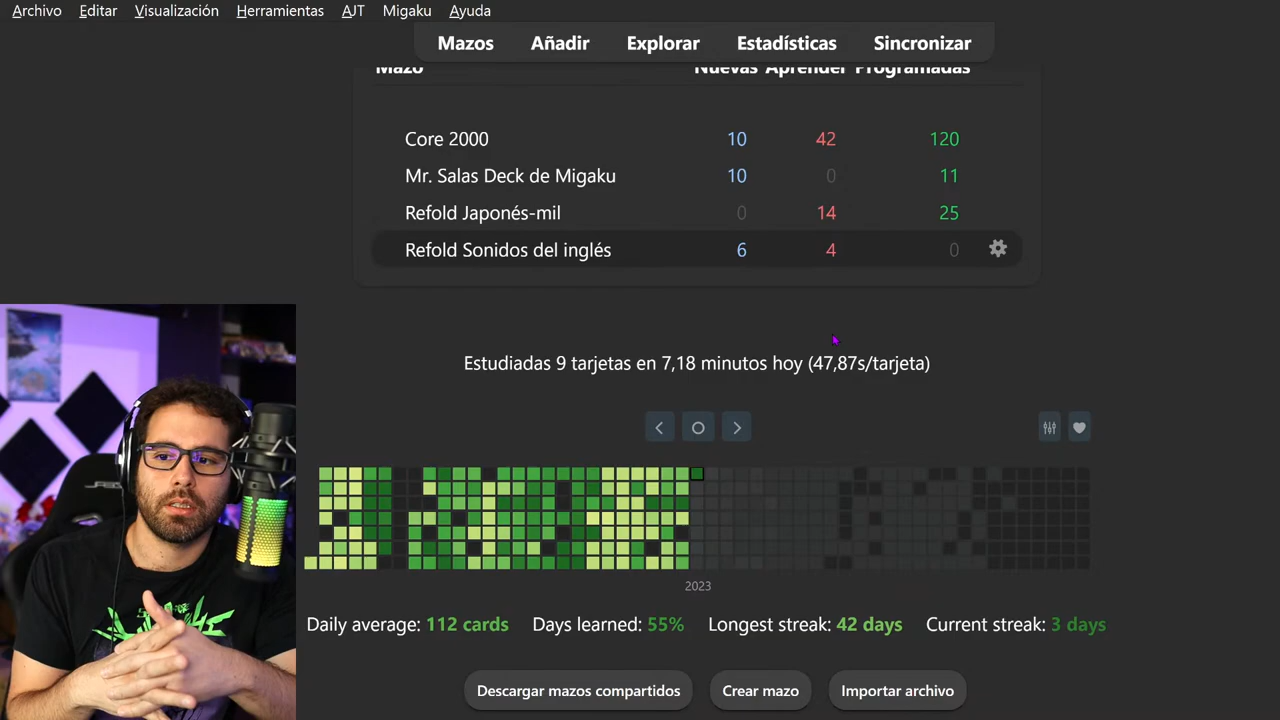 Archivo Editar Visualización Herramientas AJT Migaku Ayuda
Mazos Añadir Explorar Estadísticas Sincronizar
Mazo Nuevas Aprender Programadas
Core 2000 10 42 120
Mr. Salas Deck de Migaku 10 0 11
Refold Japonés-mil 0 14 25
Refold Sonidos del inglés 6 4 0
Estudiadas 9 tarjetas en 7,18 minutos hoy (47,87s/tarjeta)
2023
Daily average: 112 cards Days learned: 55% Longest streak: 42 days Current streak: 3 days
Descargar mazos compartidos Crear mazo Importar archivo